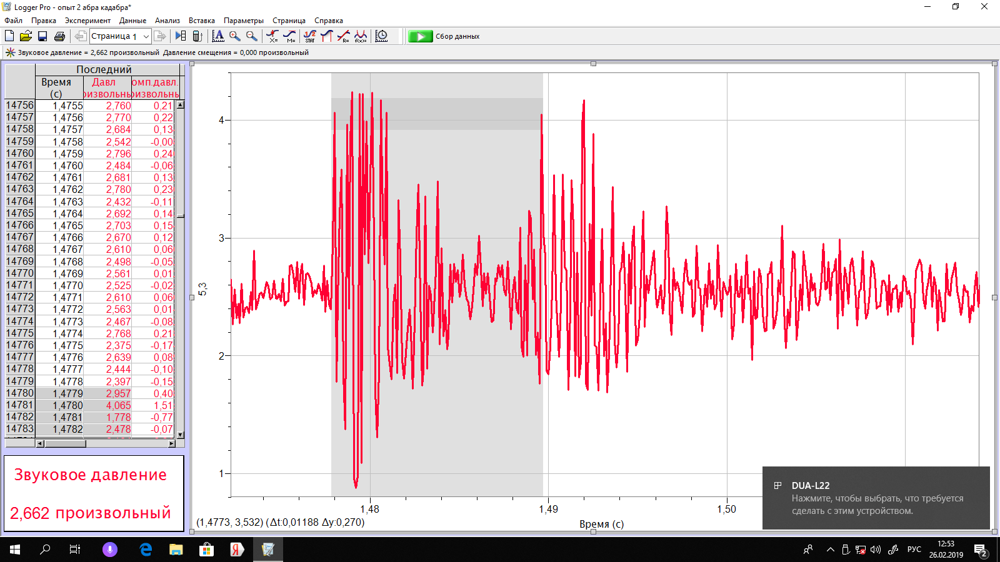 Logger Pro - опыт 2 абра кадабра*
Файл Правка Эксперимент Данные Анализ Вставка Параметры Страница Справка
Страница 1
X= M= STAT R= f(x)= Сбор данных
Звуковое давление = 2,662 произвольный Давление смещения = 0,000 произвольный
Последний
Время Давл омп.давл.
(с) оизвольны оизвольны
14756 1,4755 2,760 0,21
14757 1,4756 2,770 0,22
14758 1,4757 2,684 0,13
14759 1,4758 2,542 -0,00
14760 1,4759 2,796 0,24
14761 1,4760 2,484 -0,06
14762 1,4761 2,681 0,13
14763 1,4762 2,780 0,23
14764 1,4763 2,432 -0,11
14765 1,4764 2,692 0,14
14766 1,4765 2,703 0,15
14767 1,4766 2,670 0,12
14768 1,4767 2,610 0,06
14769 1,4768 2,498 -0,05
14770 1,4769 2,561 0,01
14771 1,4770 2,525 -0,02
14772 1,4771 2,610 0,06
14773 1,4772 2,563 0,01
14774 1,4773 2,467 -0,08
14775 1,4774 2,768 0,21
14776 1,4775 2,375 -0,17
14777 1,4776 2,639 0,08
14778 1,4777 2,444 -0,10
14779 1,4778 2,397 -0,15
14780 1,4779 2,957 0,40
14781 1,4780 4,065 1,51
14782 1,4781 1,778 -0,77
14783 1,4782 2,478 -0,07
Звуковое давление
2,662 произвольный
4
3
5,3
2
1
1,48 1,49 1,50
(1,4773, 3,532) (Δt:0,01188 Δy:0,270)
Время (с)
DUA-L22
Нажмите, чтобы выбрать, что требуется
сделать с этим устройством.
РУС
12:53
26.02.2019
2